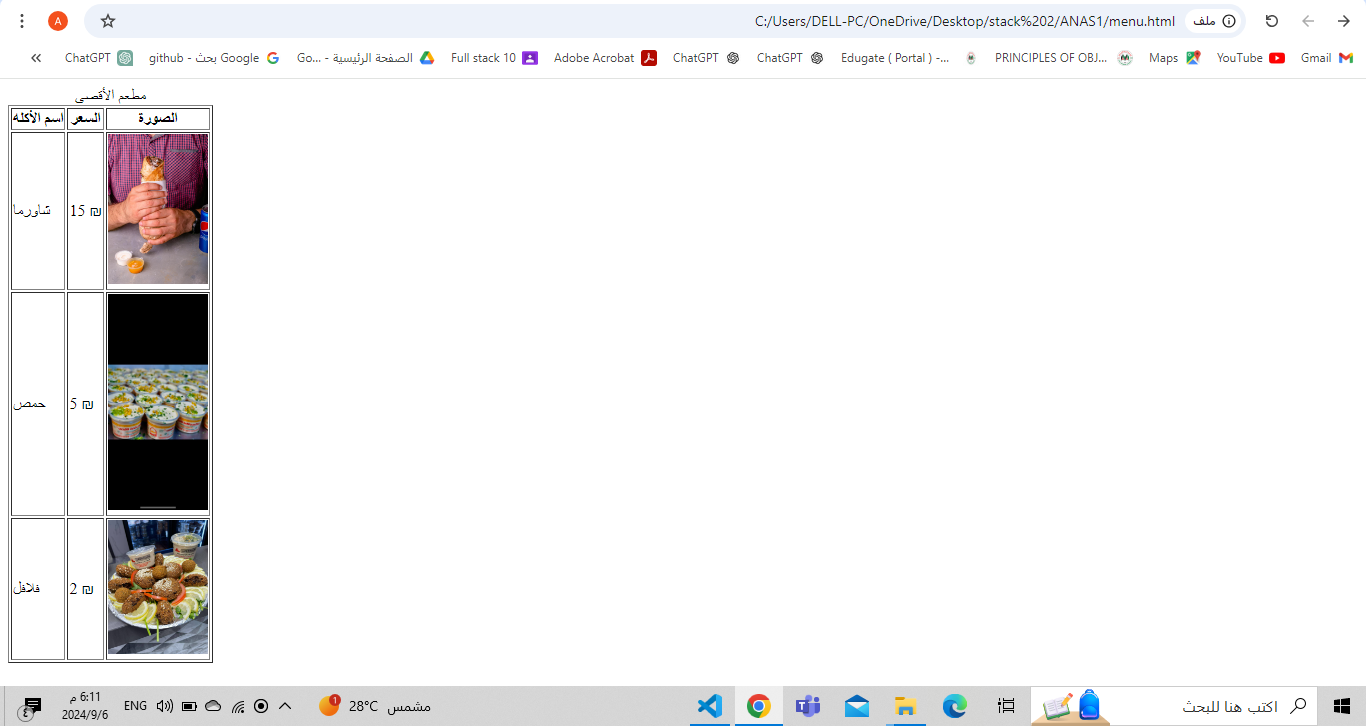 C:/Users/DELL-PC/OneDrive/Desktop/stack%202/ANAS1/menu.html ملف
Gmail
YouTube
Maps
PRINCIPLES OF OBJ...
Edugate ( Portal ) -...
ChatGPT
ChatGPT
Adobe Acrobat
Full stack 10
الصفحة الرئيسية - Go...
github - بحث Google
ChatGPT
A
مطعم الأقصى
اسم الأكله السعر الصورة
شاورما 15 ₪
حمص 5 ₪
فلافل 2 ₪
اكتب هنا للبحث
28°C مشمس
1
ENG
6:11 م
2024/9/6